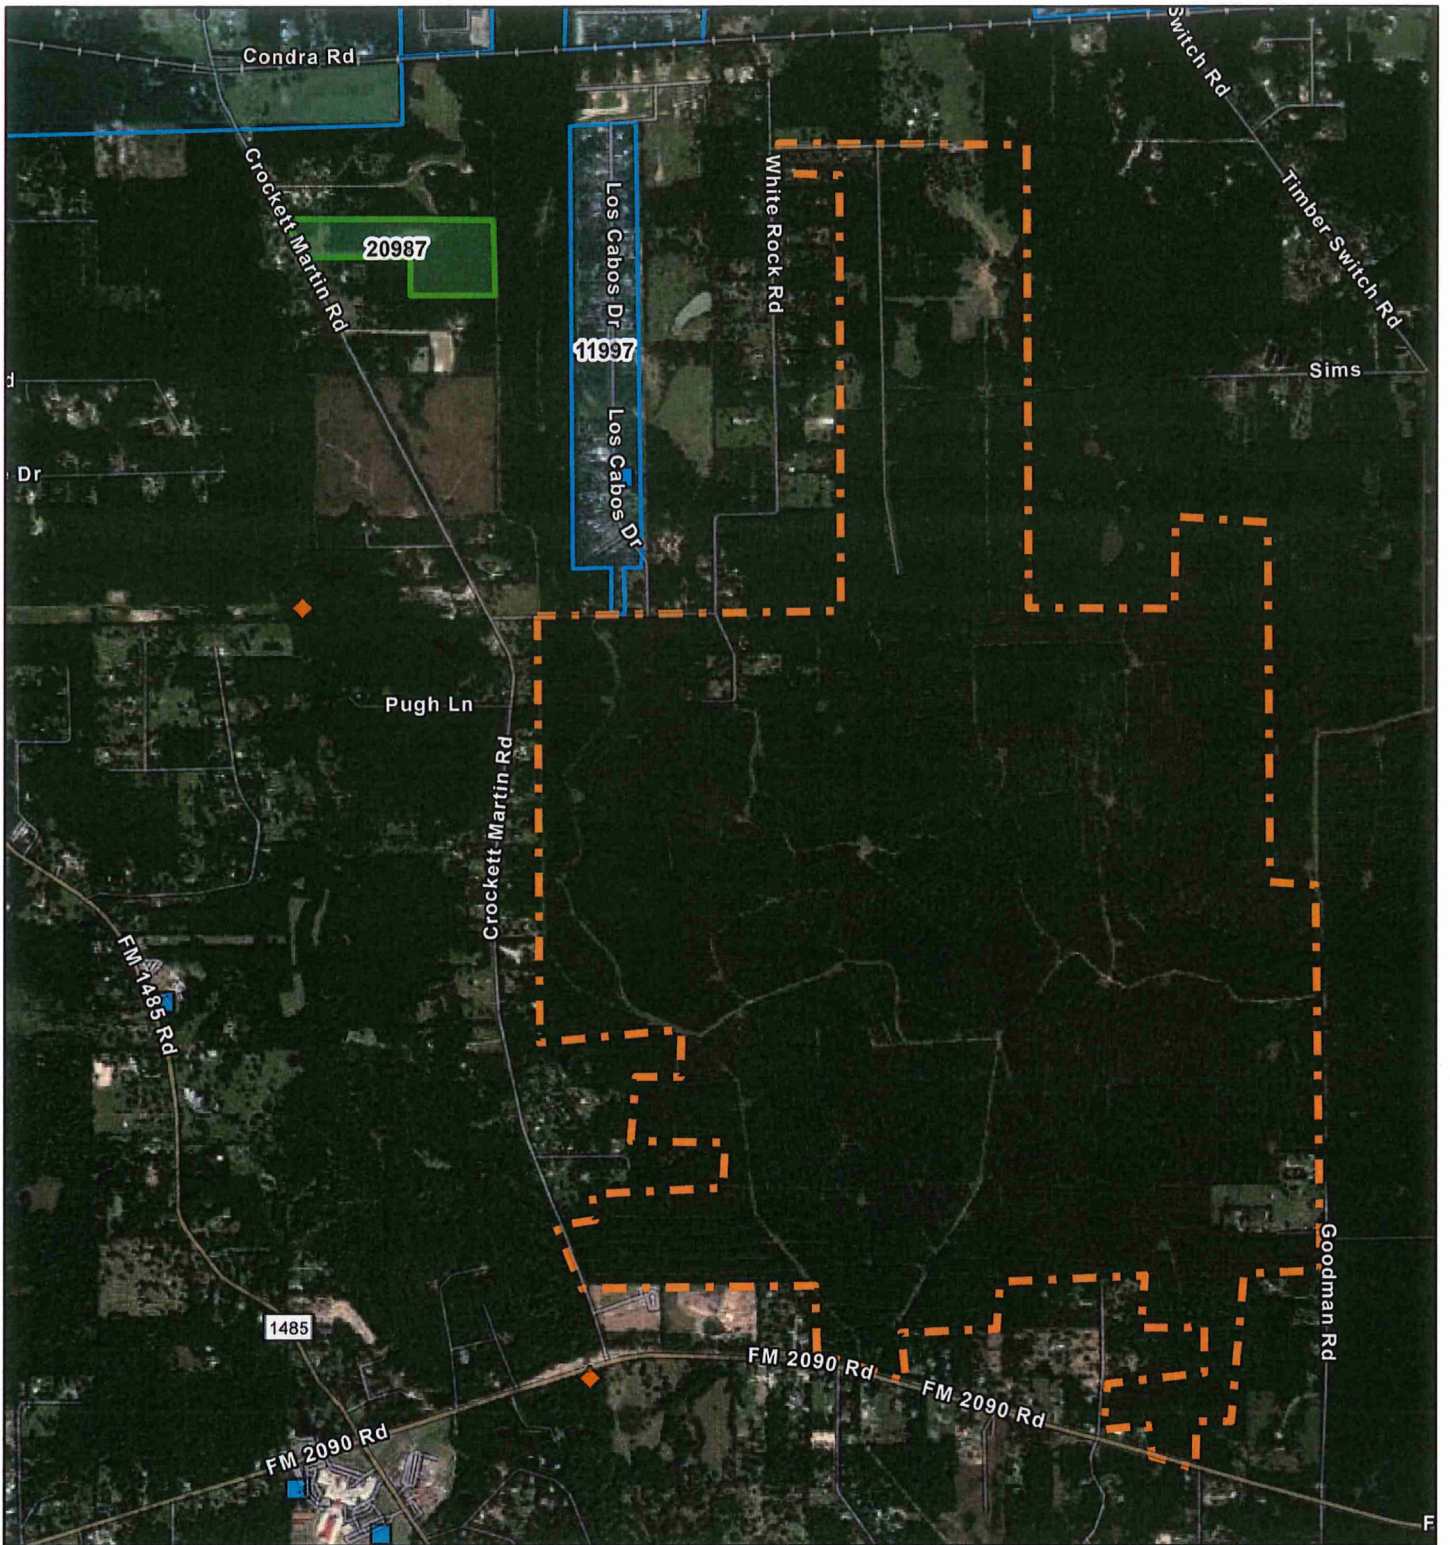 Condra Rd
Switch Rd
Crockett Martin Rd
White Rock Rd
Los Cabos Dr
Timber Switch Rd
20987
11997
Sims
d
Los Cabos Dr
Dr
Pugh Ln
Crockett Martin Rd
FM 1485 Rd
Goodman Rd
1485
FM 2090 Rd
FM 2090 Rd
FM 2090 Rd
F